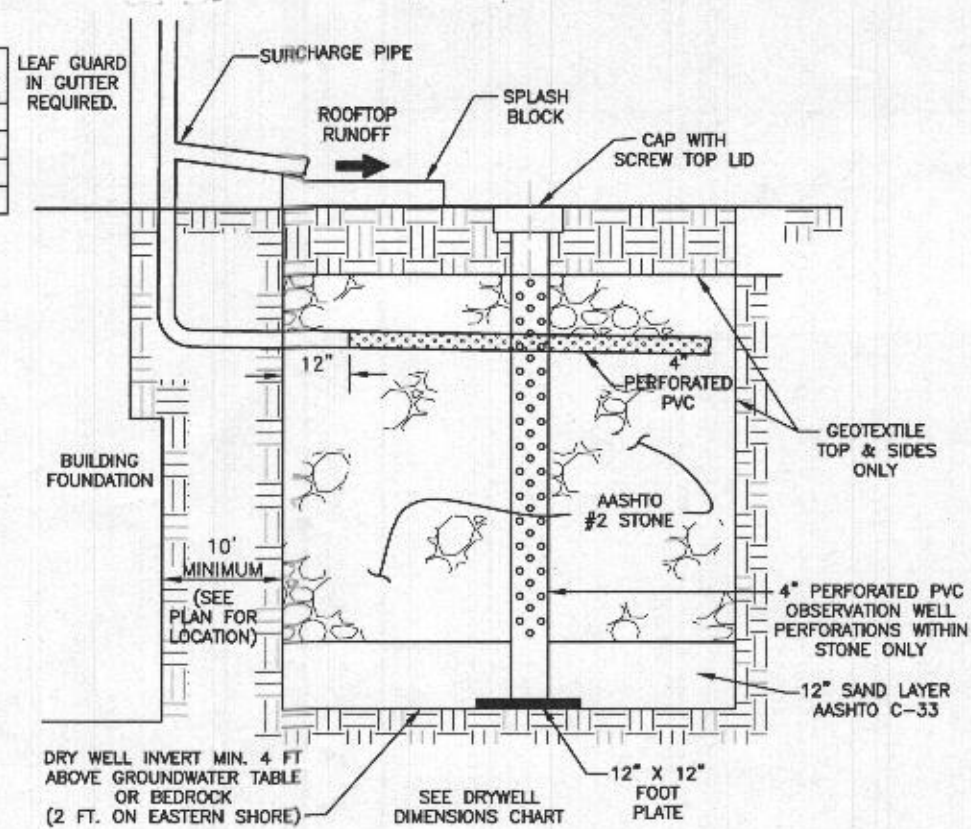 LEAF GUARD
IN GUTTER
REQUIRED.
SURCHARGE PIPE
ROOFTOP
RUNOFF
SPLASH
BLOCK
CAP WITH
SCREW TOP LID
12"
4"
PERFORATED
PVC
GEOTEXTILE
TOP & SIDES
ONLY
BUILDING
FOUNDATION
AASHTO
#2 STONE
10'
MINIMUM
(SEE
PLAN FOR
LOCATION)
4" PERFORATED PVC
OBSERVATION WELL
PERFORATIONS WITHIN
STONE ONLY
12" SAND LAYER
AASHTO C-33
DRY WELL INVERT MIN. 4 FT
ABOVE GROUNDWATER TABLE
OR BEDROCK
(2 FT. ON EASTERN SHORE)
SEE DRYWELL
DIMENSIONS CHART
12" X 12"
FOOT
PLATE